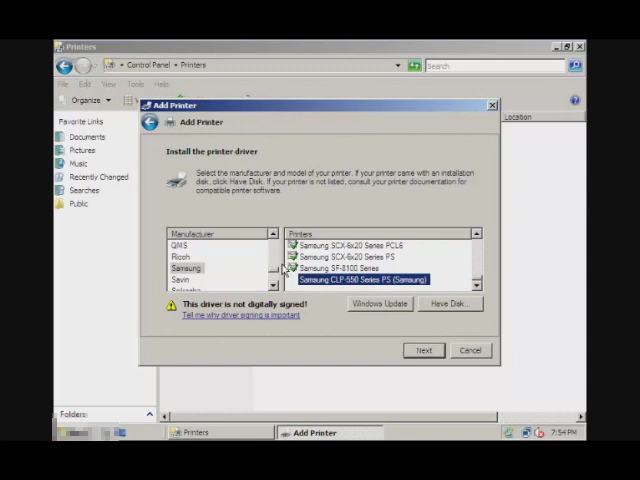 Printers
Control Panel
Printers
Search
File Edit View Tools Help
Organize
Location
Favorite Links
Documents
Pictures
Music
Recently Changed
Searches
Public
Folders
Add Printer
Add Printer
Install the printer driver
Select the manufacturer and model of your printer. If your printer came with an installation
disk, click Have Disk. If your printer is not listed, consult your printer documentation for
compatible printer software.
Manufacturer
QMS
Ricoh
Samsung
Savin
Printers
Samsung SCX-6x20 Series PCL6
Samsung SCX-6x20 Series PS
Samsung SF-8100 Series
Samsung CLP-550 Series PS (Samsung)
This driver is not digitally signed!
Tell me why driver signing is important
Windows Update
Have Disk...
Next
Cancel
Printers
Add Printer
7:54 PM